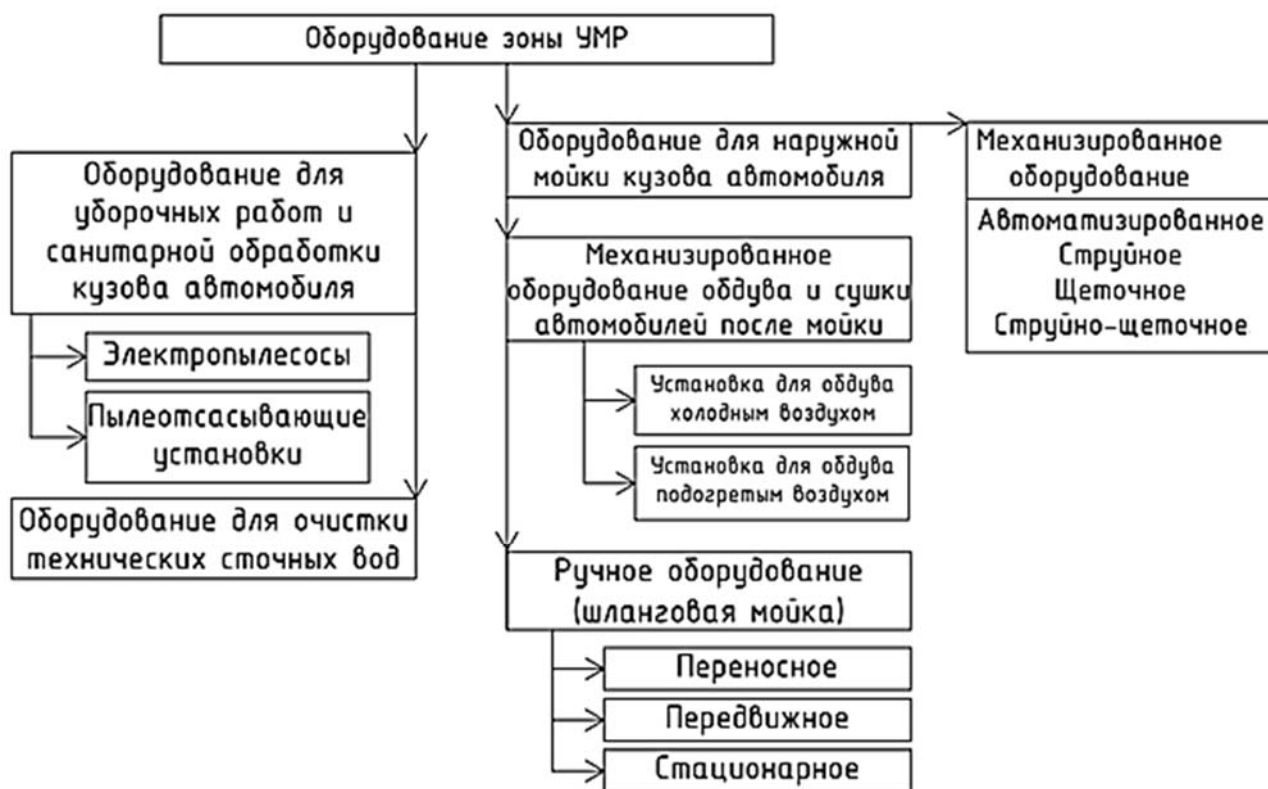 Оборудование зоны УМР
Оборудование для
уборочных работ и
санитарной обработки
кузова автомобиля
Электропылесосы
Пылеотсасывающие
установки
Оборудование для очистки
технических сточных вод
Оборудование для наружной
мойки кузова автомобиля
Механизированное
оборудование обдува и сушки
автомобилей после мойки
Установка для обдува
холодным воздухом
Установка для обдува
подогретым воздухом
Ручное оборудование
(шланговая мойка)
Переносное
Передвижное
Стационарное
Механизированное
оборудование
Автоматизированное
Струйное
Щеточное
Струйно-щеточное